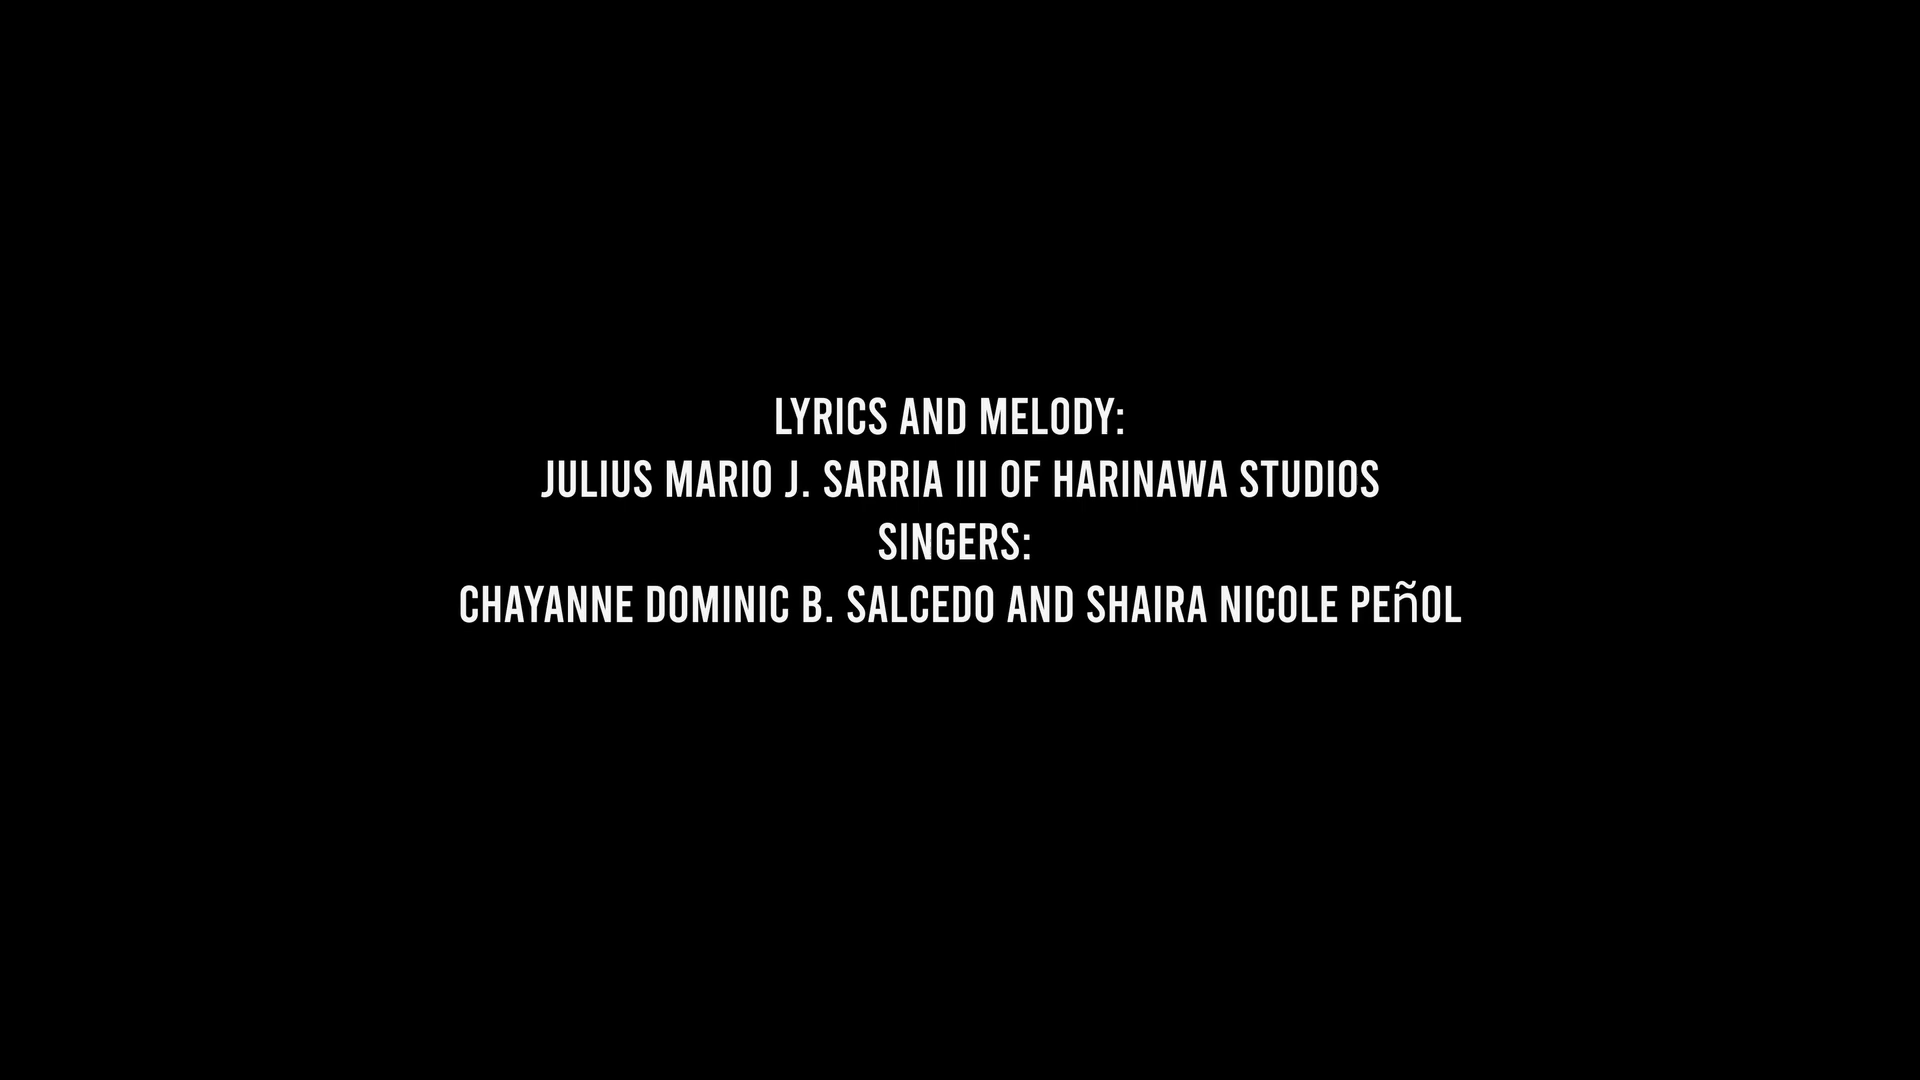 LYRICS AND MELODY:
JULIUS MARIO J. SARRIA III OF HARINAWA STUDIOS
SINGERS:
CHAYANNE DOMINIC B. SALCEDO AND SHAIRA NICOLE PEñOL